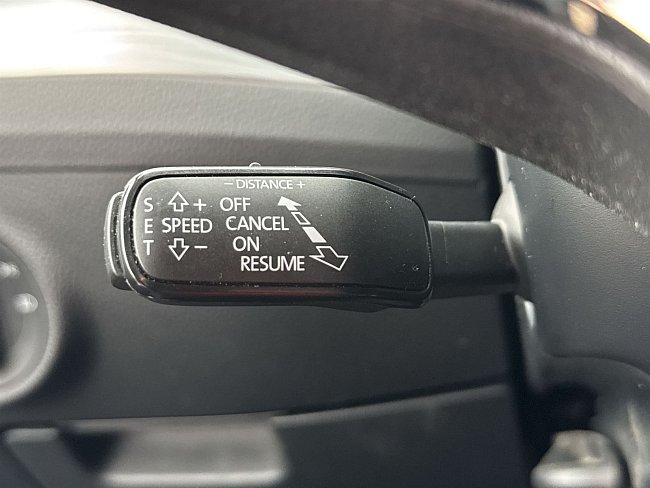 − DISTANCE +
S + OFF
E SPEED CANCEL
T − ON
RESUME